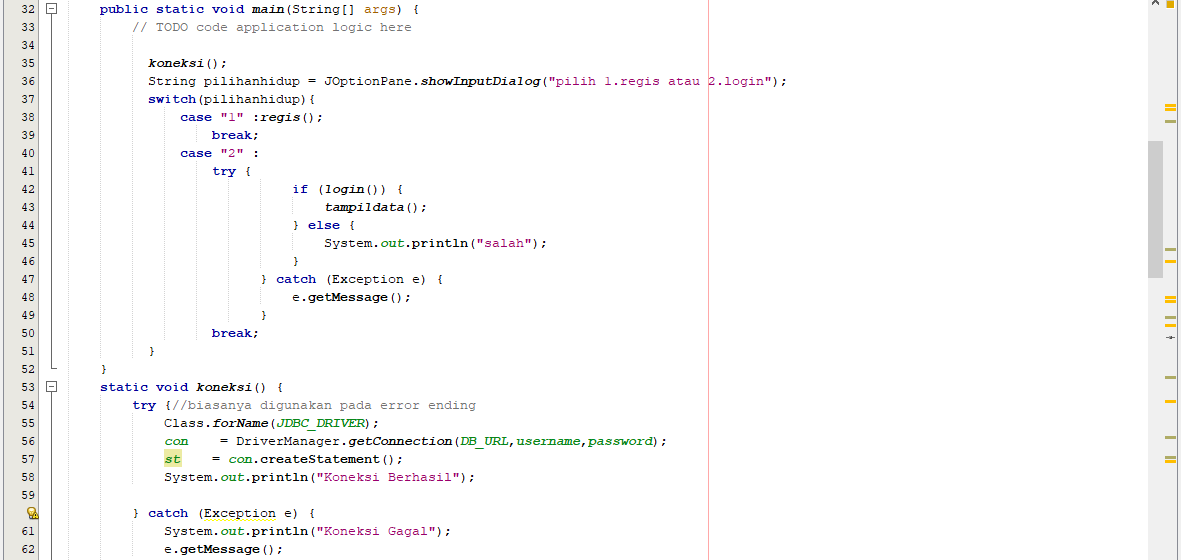 32 public static void main(String[] args) {
33 // TODO code application logic here
34
35 koneksi();
36 String pilihanhidup = JOptionPane.showInputDialog("pilih 1.regis atau 2.login");
37 switch(pilihanhidup){
38 case "1" :regis();
39 break;
40 case "2" :
41 try {
42 if (login()) {
43 tampildata();
44 } else {
45 System.out.println("salah");
46 }
47 } catch (Exception e) {
48 e.getMessage();
49 }
50 break;
51 }
52 }
53 static void koneksi() {
54 try {//biasanya digunakan pada error ending
55 Class.forName(JDBC_DRIVER);
56 con = DriverManager.getConnection(DB_URL,username,password);
57 st = con.createStatement();
58 System.out.println("Koneksi Berhasil");
59
} catch (Exception e) {
61 System.out.println("Koneksi Gagal");
62 e.getMessage();